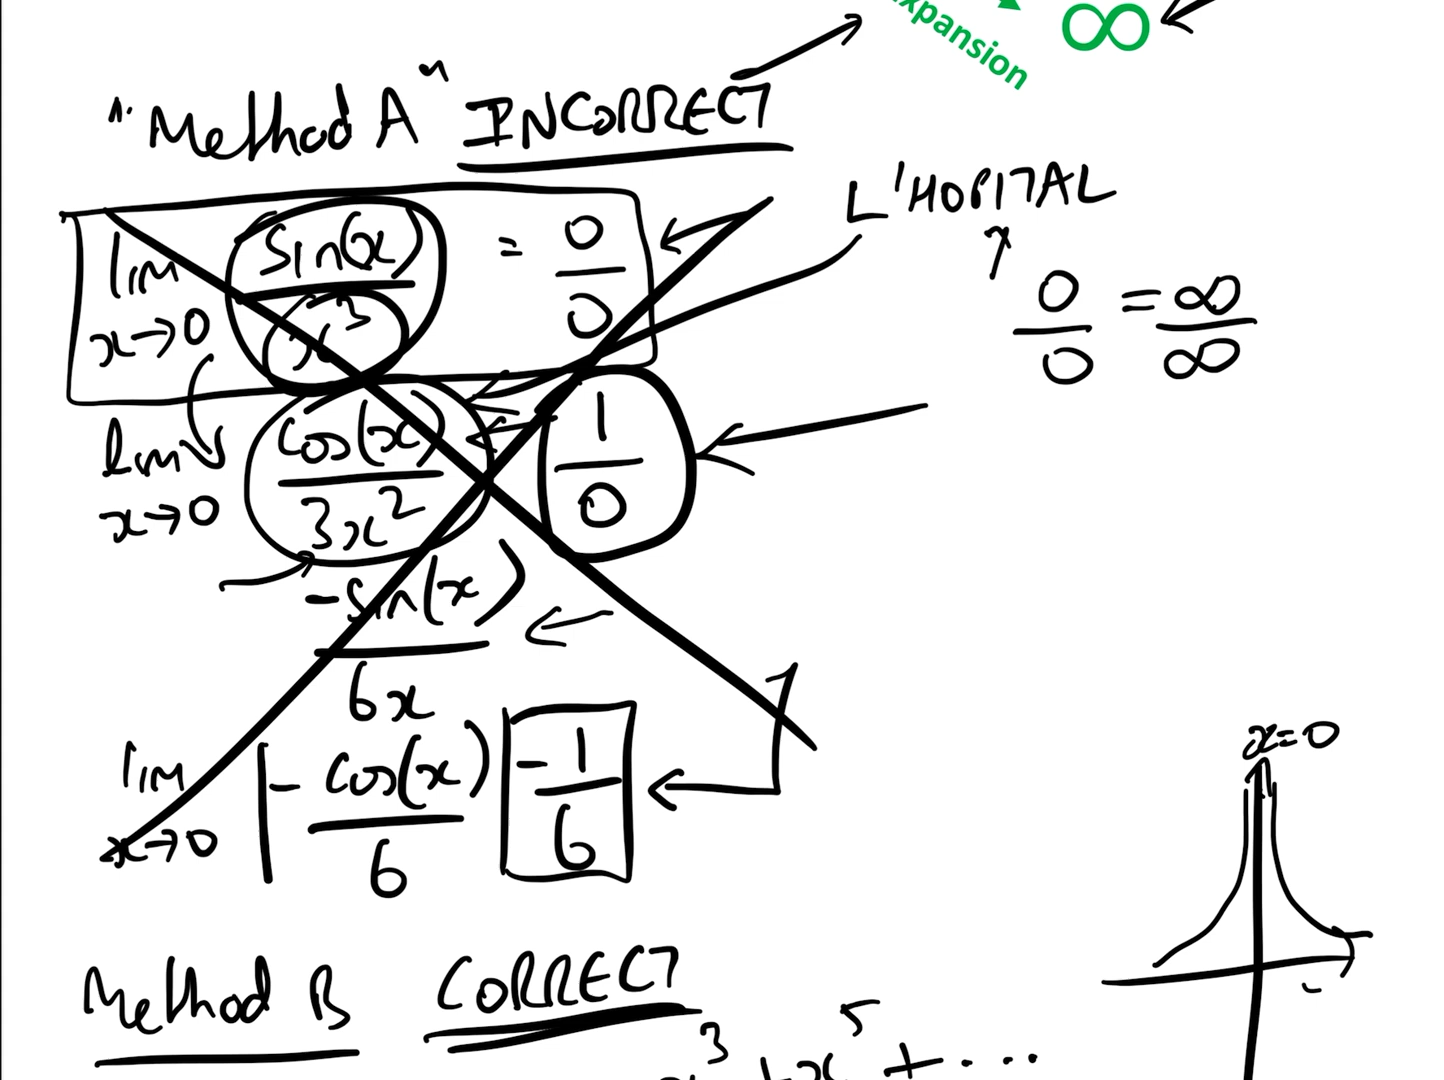 expansion
∞
"Method A" INCORRECT
L'HOPITAL
lim x→0 sin(x)/x³ = 0/0
0/0 = ∞/∞
lim x→0 cos(x)/3x² 1/0
-sin(x)/6x
lim x→0 -cos(x)/6 -1/6
x=0
Method B CORRECT